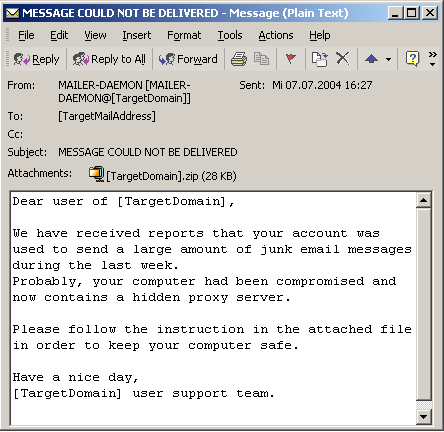 MESSAGE COULD NOT BE DELIVERED - Message (Plain Text)
File Edit View Insert Format Tools Actions Help
Reply Reply to All Forward
From: MAILER-DAEMON [MAILER- Sent: Mi 07.07.2004 16:27
DAEMON@[TargetDomain]]
To: [TargetMailAddress]
Cc:
Subject: MESSAGE COULD NOT BE DELIVERED
Attachments: [TargetDomain].zip (28 KB)
Dear user of [TargetDomain],
We have received reports that your account was
used to send a large amount of junk email messages
during the last week.
Probably, your computer had been compromised and
now contains a hidden proxy server.
Please follow the instruction in the attached file
in order to keep your computer safe.
Have a nice day,
[TargetDomain] user support team.